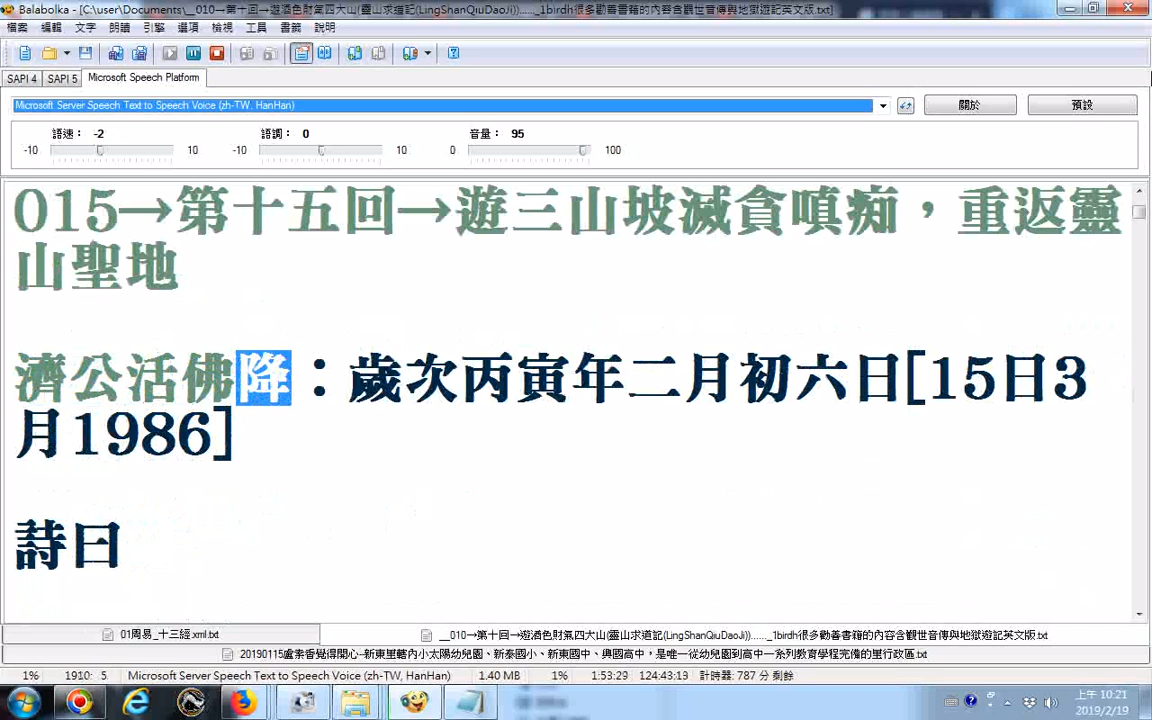 Balabolka - [C:\user\Documents\__010→第十回→遊酒色財氣四大山(靈山求道記(LingShanQiuDaoJi))......_1birdh很多勸善書籍的內容含觀世音傳與地獄遊記英文版.txt]
檔案 編輯 文字 朗讀 引擎 選項 檢視 工具 書籤 說明
SAPI 4 SAPI 5 Microsoft Speech Platform
Microsoft Server Speech Text to Speech Voice (zh-TW, HanHan) 關於 預設
語速： -2 語調： 0 音量： 95
-10 10 -10 10 0 100
015→第十五回→遊三山坡滅貪嗔痴，重返靈
山聖地
濟公活佛降：歲次丙寅年二月初六日[15日3
月1986]
詩曰
01周易_十三經.xml.txt __010→第十回→遊酒色財氣四大山(靈山求道記(LingShanQiuDaoJi))......_1birdh很多勸善書籍的內容含觀世音傳與地獄遊記英文版.txt
20190115盧素香覺得開心-新東里轄內小太陽幼兒園、新泰國小、新東國中、興國高中，是唯一從幼兒園到高中一系列教育學程完備的里行政區.txt
1% 1910: 5 Microsoft Server Speech Text to Speech Voice (zh-TW, HanHan) 1.40 MB 1% 1:53:29 124:43:19 計時器: 787 分 剩餘
上午 10:21
2019/2/19